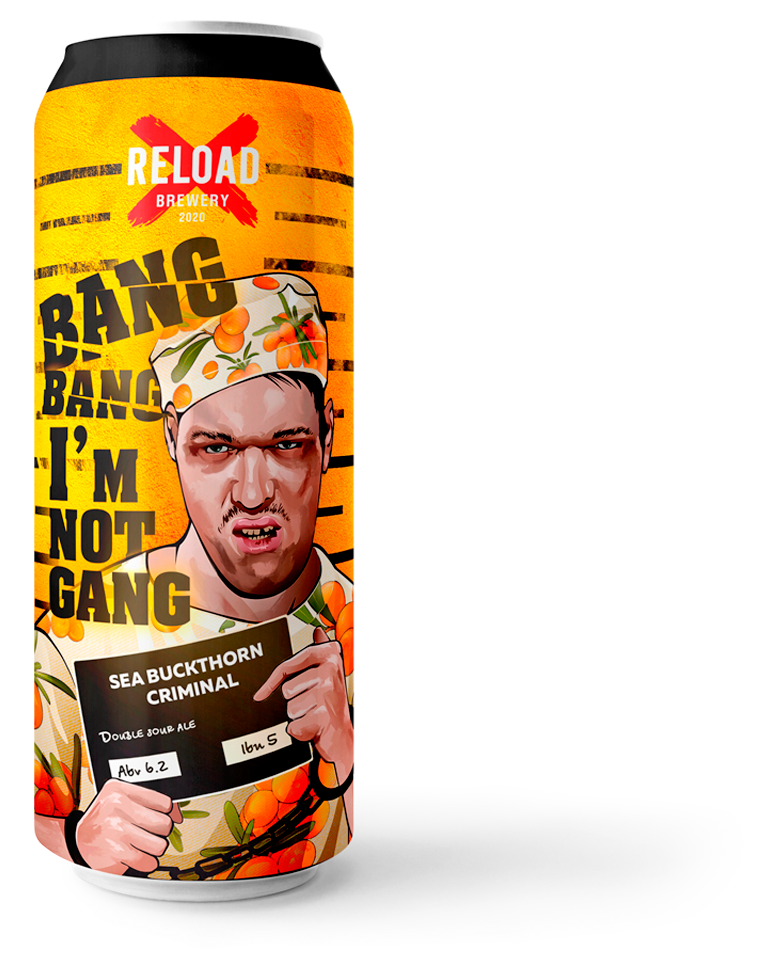 RELOAD
BREWERY
2020
BANG
BANG
I'M
NOT
GANG
SEA BUCKTHORN
CRIMINAL
DOUBLE SOUR ALE
Abv 6.2
Ibu 5